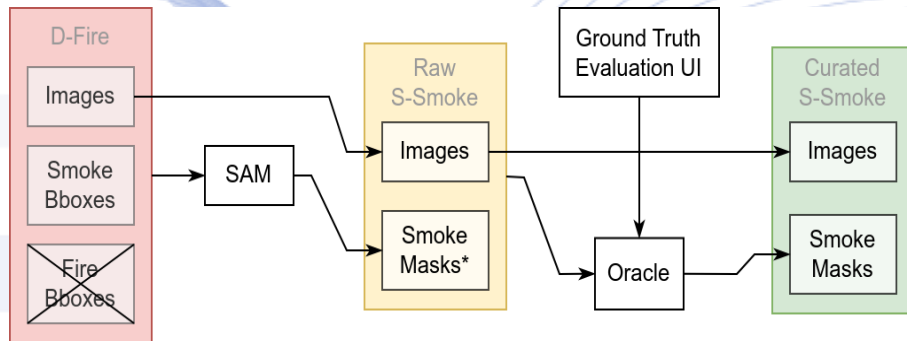 D-Fire
Images
Smoke
Bboxes
Fire
Bboxes
SAM
Raw
S-Smoke
Images
Smoke
Masks*
Ground Truth
Evaluation UI
Oracle
Curated
S-Smoke
Images
Smoke
Masks